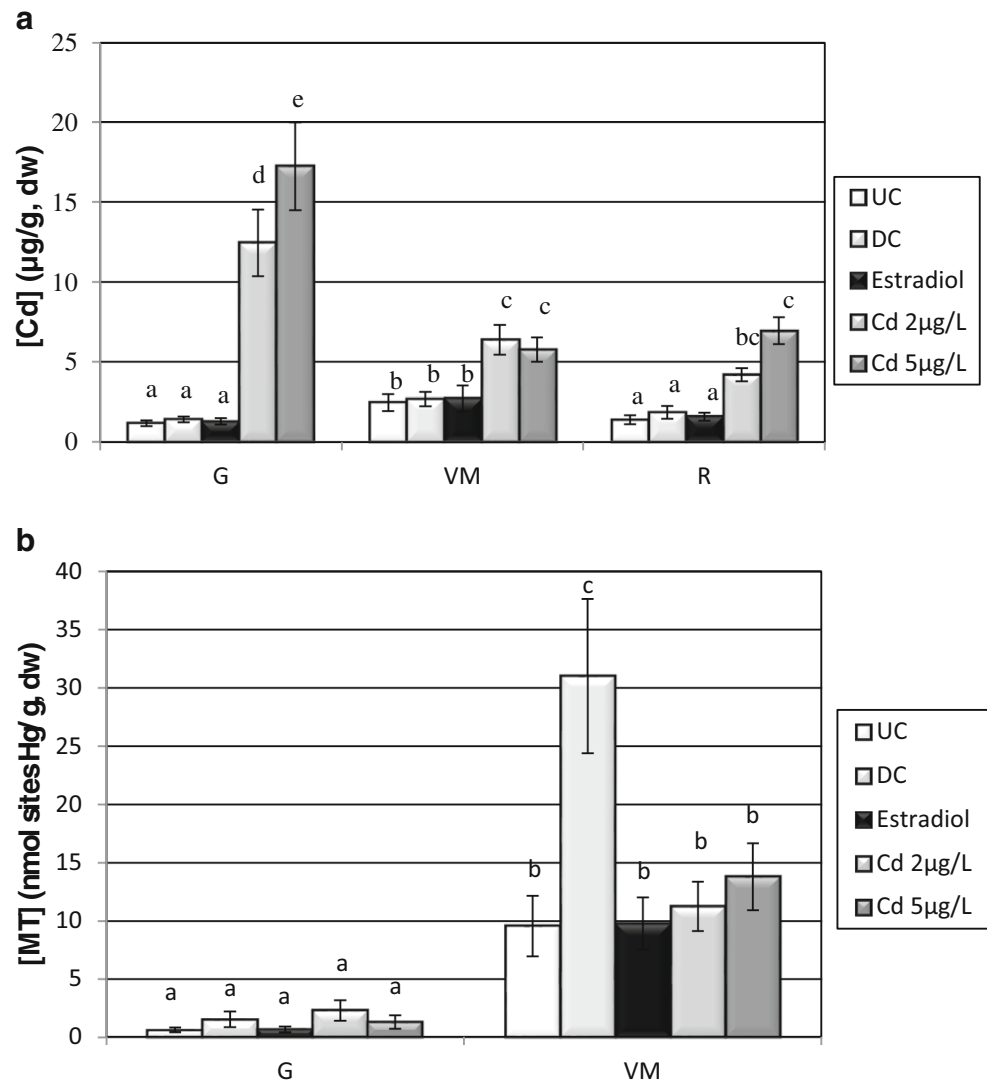 a
[Cd] (µg/g, dw)
25
20
15
10
5
0
a a a d e
b b b c c
a a a bc c
G VM R
UC
DC
Estradiol
Cd 2µg/L
Cd 5µg/L
b
[MT] (nmol sitesHg/g, dw)
40
35
30
25
20
15
10
5
0
a a a a a
b c b b b
G VM
UC
DC
Estradiol
Cd 2µg/L
Cd 5µg/L